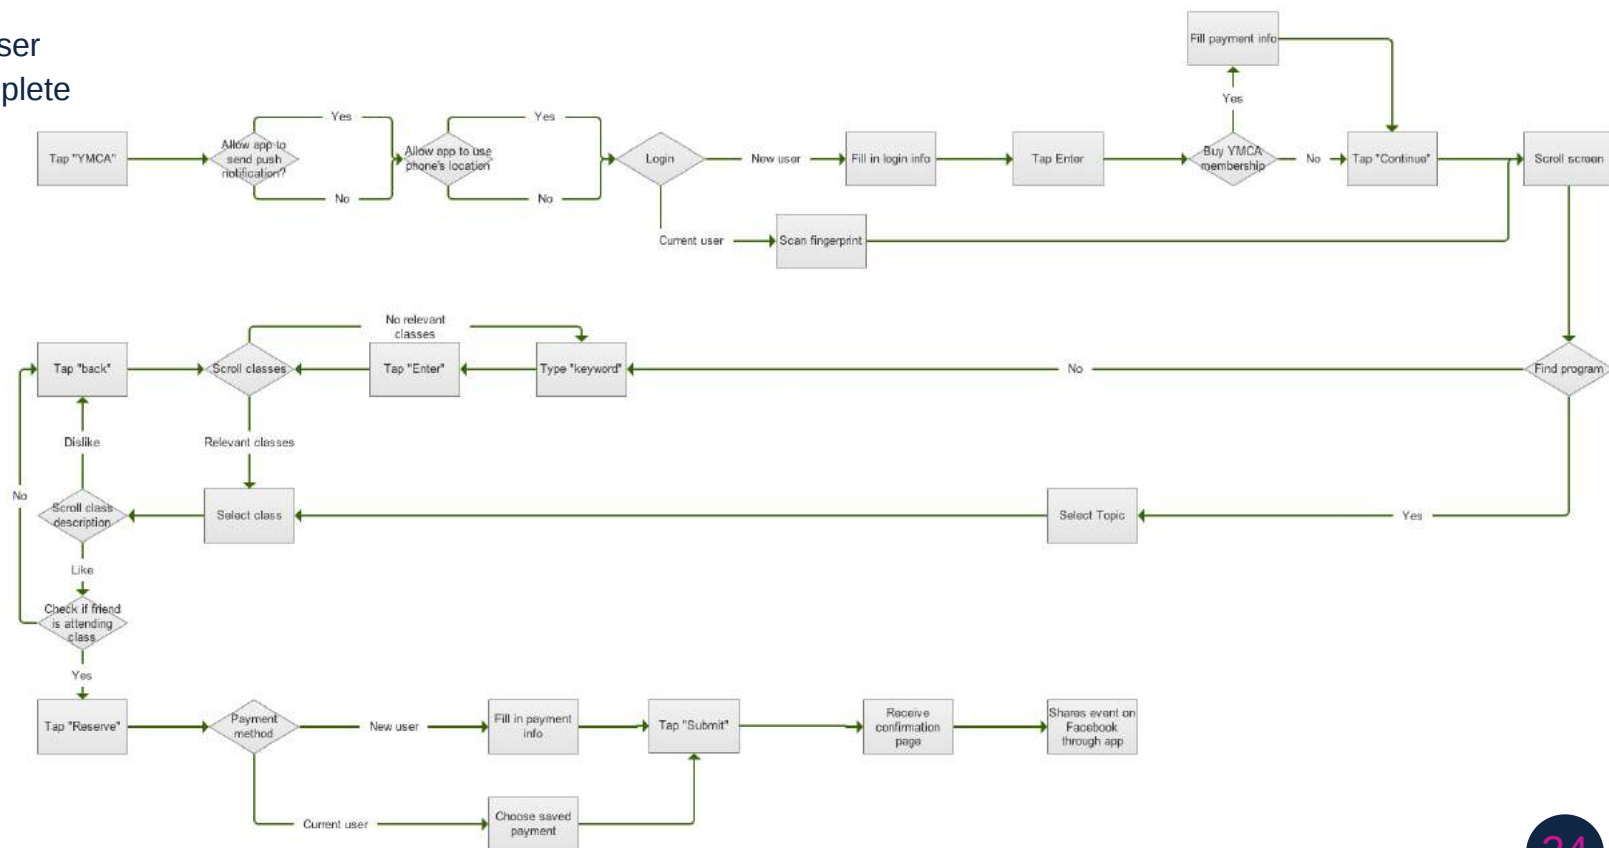 ser
plete
Fill payment info
Yes
Tap "YMCA"
Allow app to
send push
notification?
Yes
No
Allow app to use
phone's location
Yes
No
Login
New user
Fill in login info
Tap Enter
Buy YMCA
membership
No
Tap "Continue"
Scroll screen
Current user
Scan fingerprint
No relevant
classes
Tap "back"
Scroll classes
Tap "Enter"
Type "keyword"
No
Find program
Dislike
Relevant classes
No
Scroll class
description
Select class
Select Topic
Yes
Like
Check if friend
is attending
class
Yes
Tap "Reserve"
Payment
method
New user
Fill in payment
info
Tap "Submit"
Receive
confirmation
page
Shares event on
Facebook
through app
Current user
Choose saved
payment
24